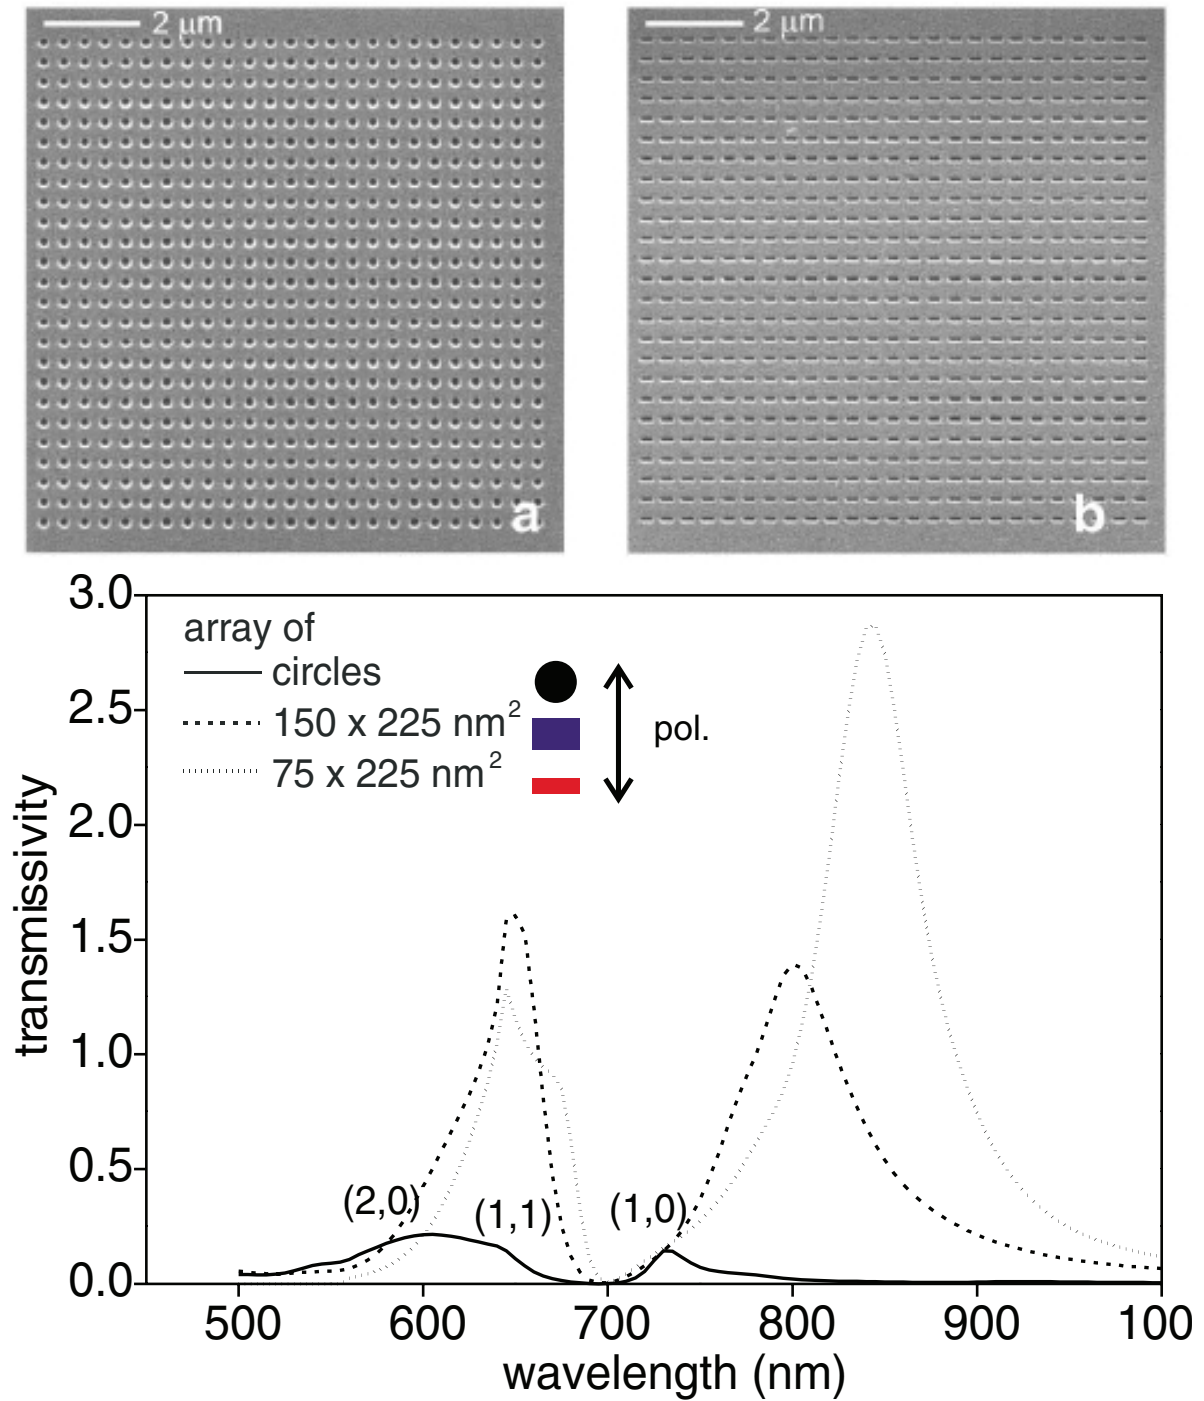 2 μm
a
2 μm
b
3.0
2.5
2.0
1.5
1.0
0.5
0.0
transmissivity
array of
circles
150 x 225 nm²
75 x 225 nm²
pol.
(2,0)
(1,1)
(1,0)
500 600 700 800 900 100
wavelength (nm)